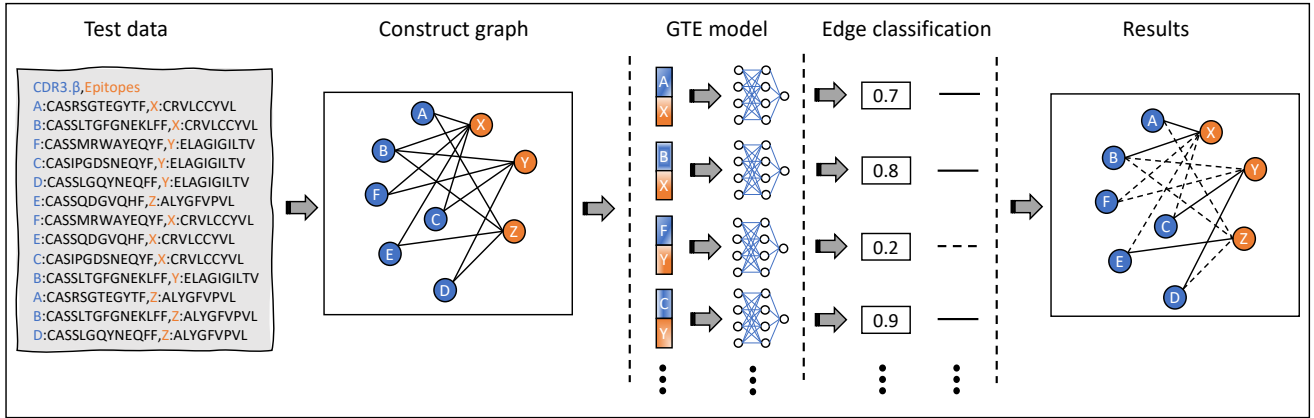 Test data
Construct graph
GTE model
Edge classification
Results
CDR3.β,Epitopes
A:CASRSGTEGYTF,X:CRVLCCYVL
B:CASSLTGFGNEKLFF,X:CRVLCCYVL
F:CASSMRWAYEQYF,Y:ELAGIGILTV
C:CASIPGDSNEQYF,Y:ELAGIGILTV
D:CASSLGQYNEQFF,Y:ELAGIGILTV
E:CASSQDGVQHF,Z:ALYGFVPVL
F:CASSMRWAYEQYF,X:CRVLCCYVL
E:CASSQDGVQHF,X:CRVLCCYVL
C:CASIPGDSNEQYF,X:CRVLCCYVL
B:CASSLTGFGNEKLFF,Y:ELAGIGILTV
A:CASRSGTEGYTF,Z:ALYGFVPVL
B:CASSLTGFGNEKLFF,Z:ALYGFVPVL
D:CASSLGQYNEQFF,Z:ALYGFVPVL
A
X
B
Y
F
C
Z
E
D
A
X
0.7
B
X
0.8
F
Y
0.2
C
Y
0.9
A
X
B
Y
F
C
Z
E
D